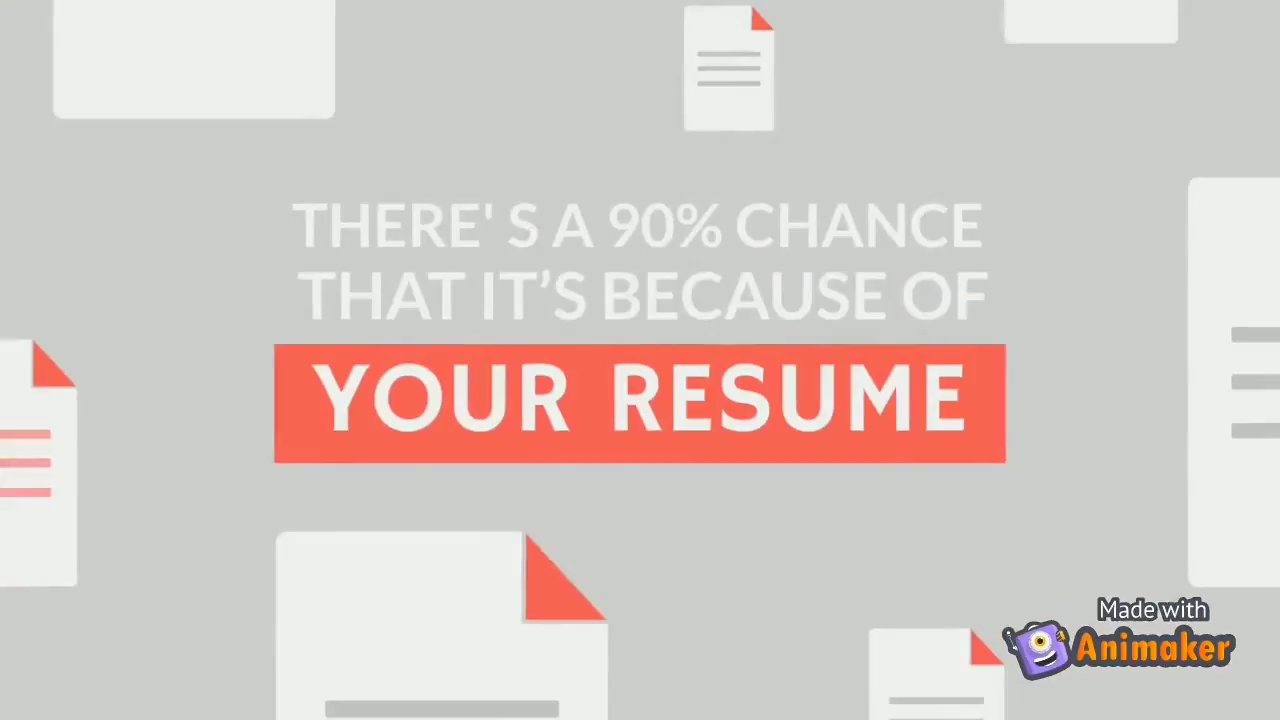 THERE' S A 90% CHANCE
THAT IT’S BECAUSE OF
YOUR RESUME
Made with
Animaker